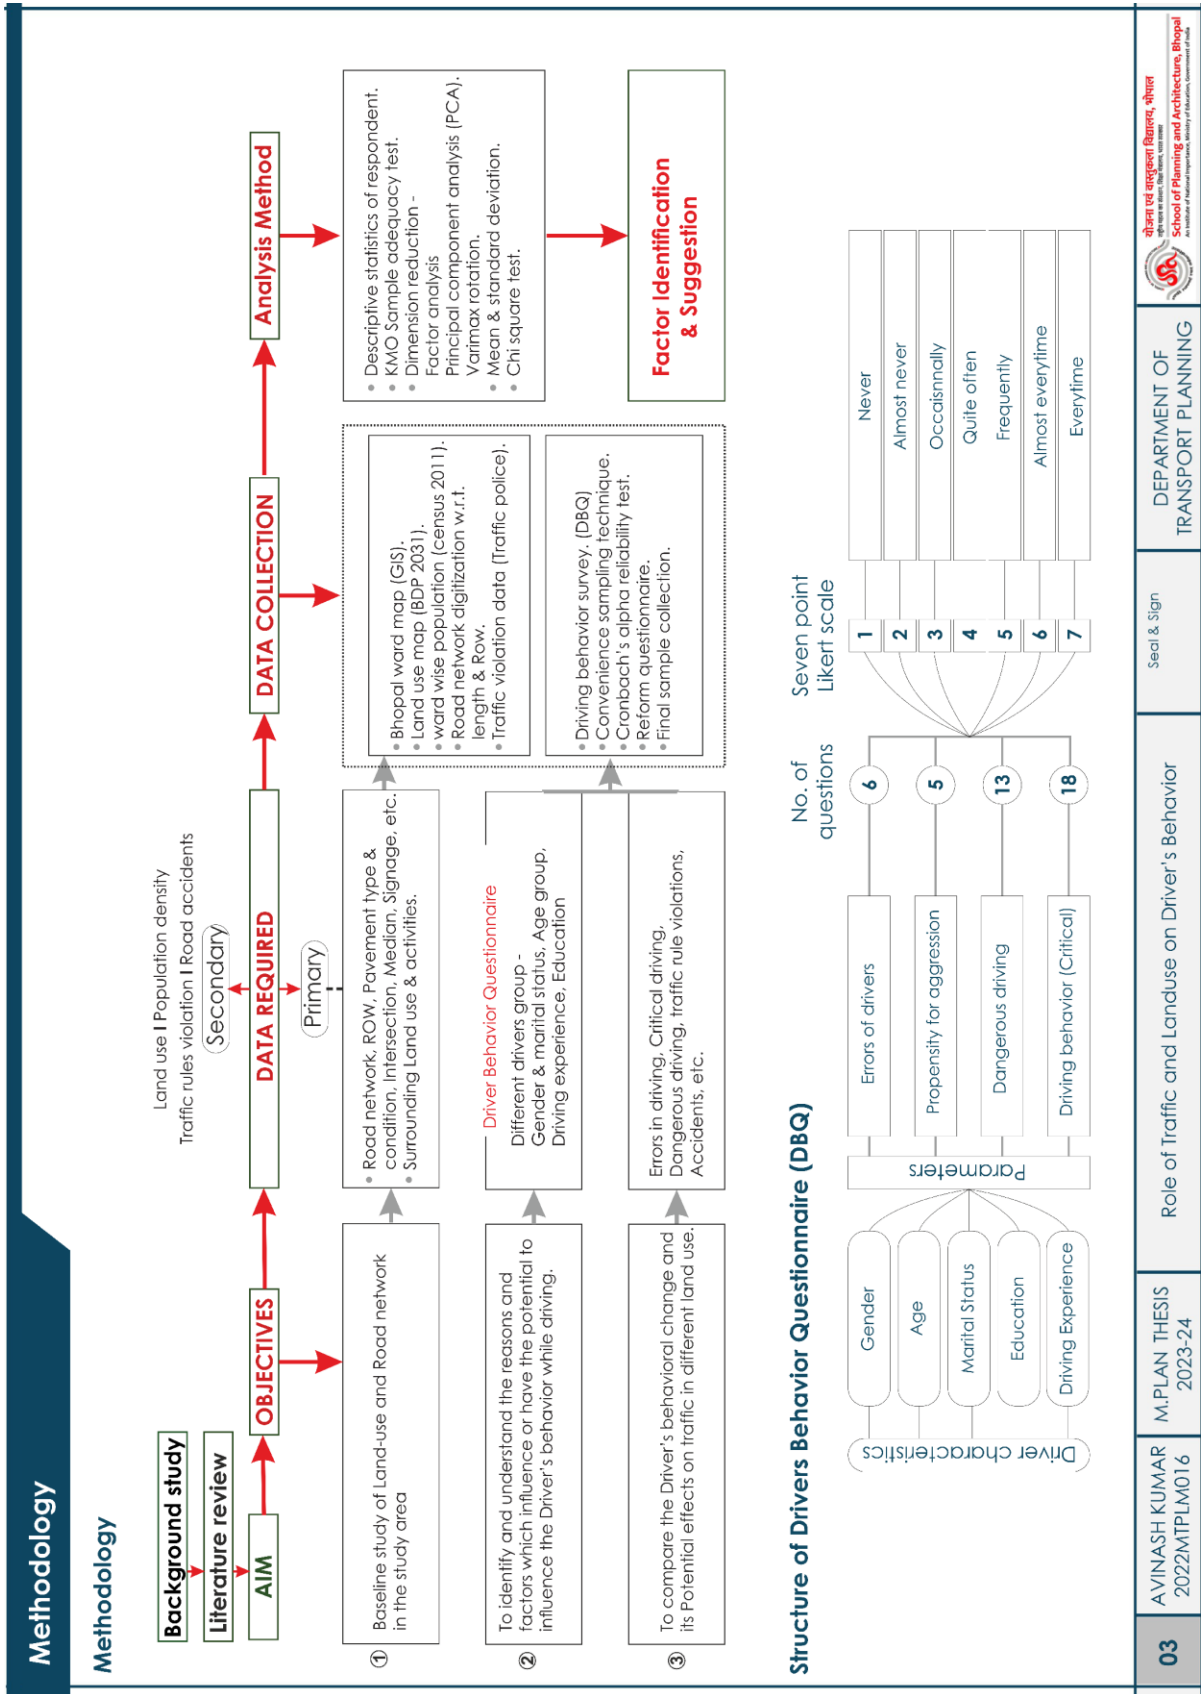 Methodology
Methodology
Background study
Literature review
AIM
OBJECTIVES
DATA REQUIRED
DATA COLLECTION
Analysis Method
Land use I Population density
Traffic rules violation I Road accidents
Secondary
Primary
① Baseline study of Land-use and Road network
in the study area
• Road network, ROW, Pavement type &
condition, Intersection, Median, Signage, etc.
• Surrounding Land use & activities.
② To identify and understand the reasons and
factors which influence or have the potential to
influence the Driver's behavior while driving.
Driver Behavior Questionnaire
Different drivers group -
Gender & marital status, Age group,
Driving experience, Education
③ To compare the Driver's behavioral change and
its Potential effects on traffic in different land use.
Errors in driving, Critical driving,
Dangerous driving, traffic rule violations,
Accidents, etc.
• Bhopal ward map (GIS).
• Land use map (BDP 2031).
• ward wise population (census 2011).
• Road network digitization w.r.t.
length & Row.
• Traffic violation data (Traffic police).
• Driving behavior survey. (DBQ)
• Convenience sampling technique.
• Cronbach's alpha reliability test.
• Reform questionnaire.
• Final sample collection.
• Descriptive statistics of respondent.
• KMO Sample adequacy test.
• Dimension reduction -
Factor analysis
Principal component analysis (PCA).
Varimax rotation.
• Mean & standard deviation.
• Chi square test.
Factor Identification
& Suggestion
Structure of Drivers Behavior Questionnaire (DBQ)
Driver characteristics
Gender
Age
Marital Status
Education
Driving Experience
Parameters
Errors of drivers
Propensity for aggression
Dangerous driving
Driving behavior (Critical)
No. of
questions
6
5
13
18
Seven point
Likert scale
1 Never
2 Almost never
3 Occaisnnally
4 Quite often
5 Frequently
6 Almost everytime
7 Everytime
03
AVINASH KUMAR
2022MTPLM016
M.PLAN THESIS
2023-24
Role of Traffic and Landuse on Driver's Behavior
Seal & Sign
DEPARTMENT OF
TRANSPORT PLANNING
योजना एवं वास्तुकला विद्यालय, भोपाल
School of Planning and Architecture, Bhopal
An Institute of National Importance, Ministry of Education, Government of India